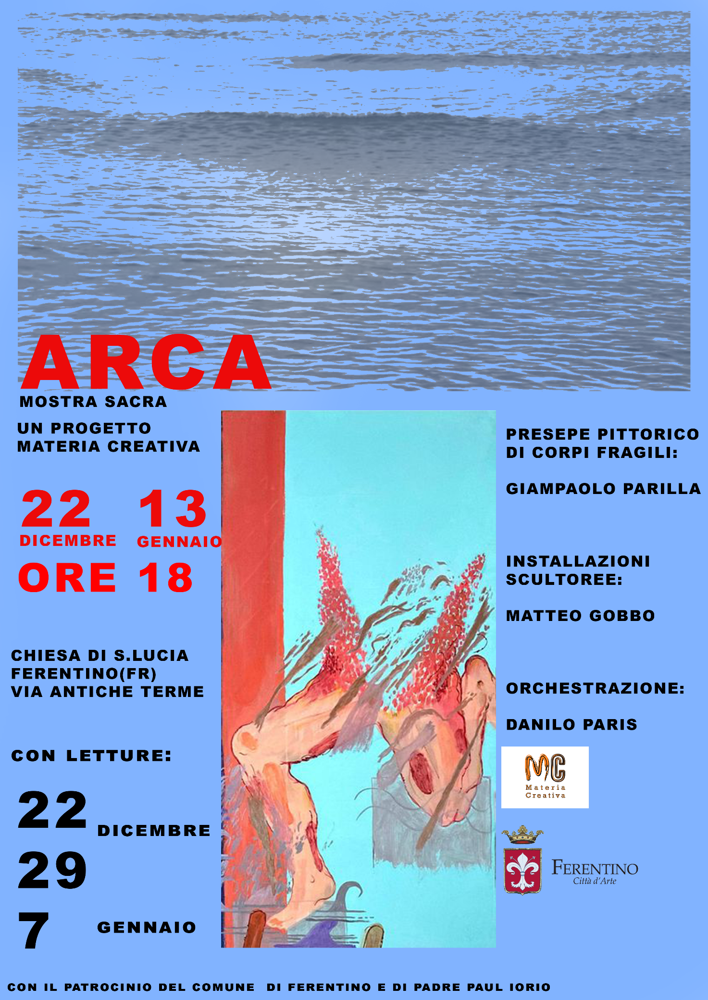 ARCA
MOSTRA SACRA
UN PROGETTO
MATERIA CREATIVA
22 13
DICEMBRE GENNAIO
ORE 18
CHIESA DI S.LUCIA
FERENTINO(FR)
VIA ANTICHE TERME
CON LETTURE:
22 DICEMBRE
29
7 GENNAIO
PRESEPE PITTORICO
DI CORPI FRAGILI:
GIAMPAOLO PARILLA
INSTALLAZIONI
SCULTOREE:
MATTEO GOBBO
ORCHESTRAZIONE:
DANILO PARIS
MC
Materia
Creativa
FERENTINO
Città d'Arte
CON IL PATROCINIO DEL COMUNE DI FERENTINO E DI PADRE PAUL IORIO